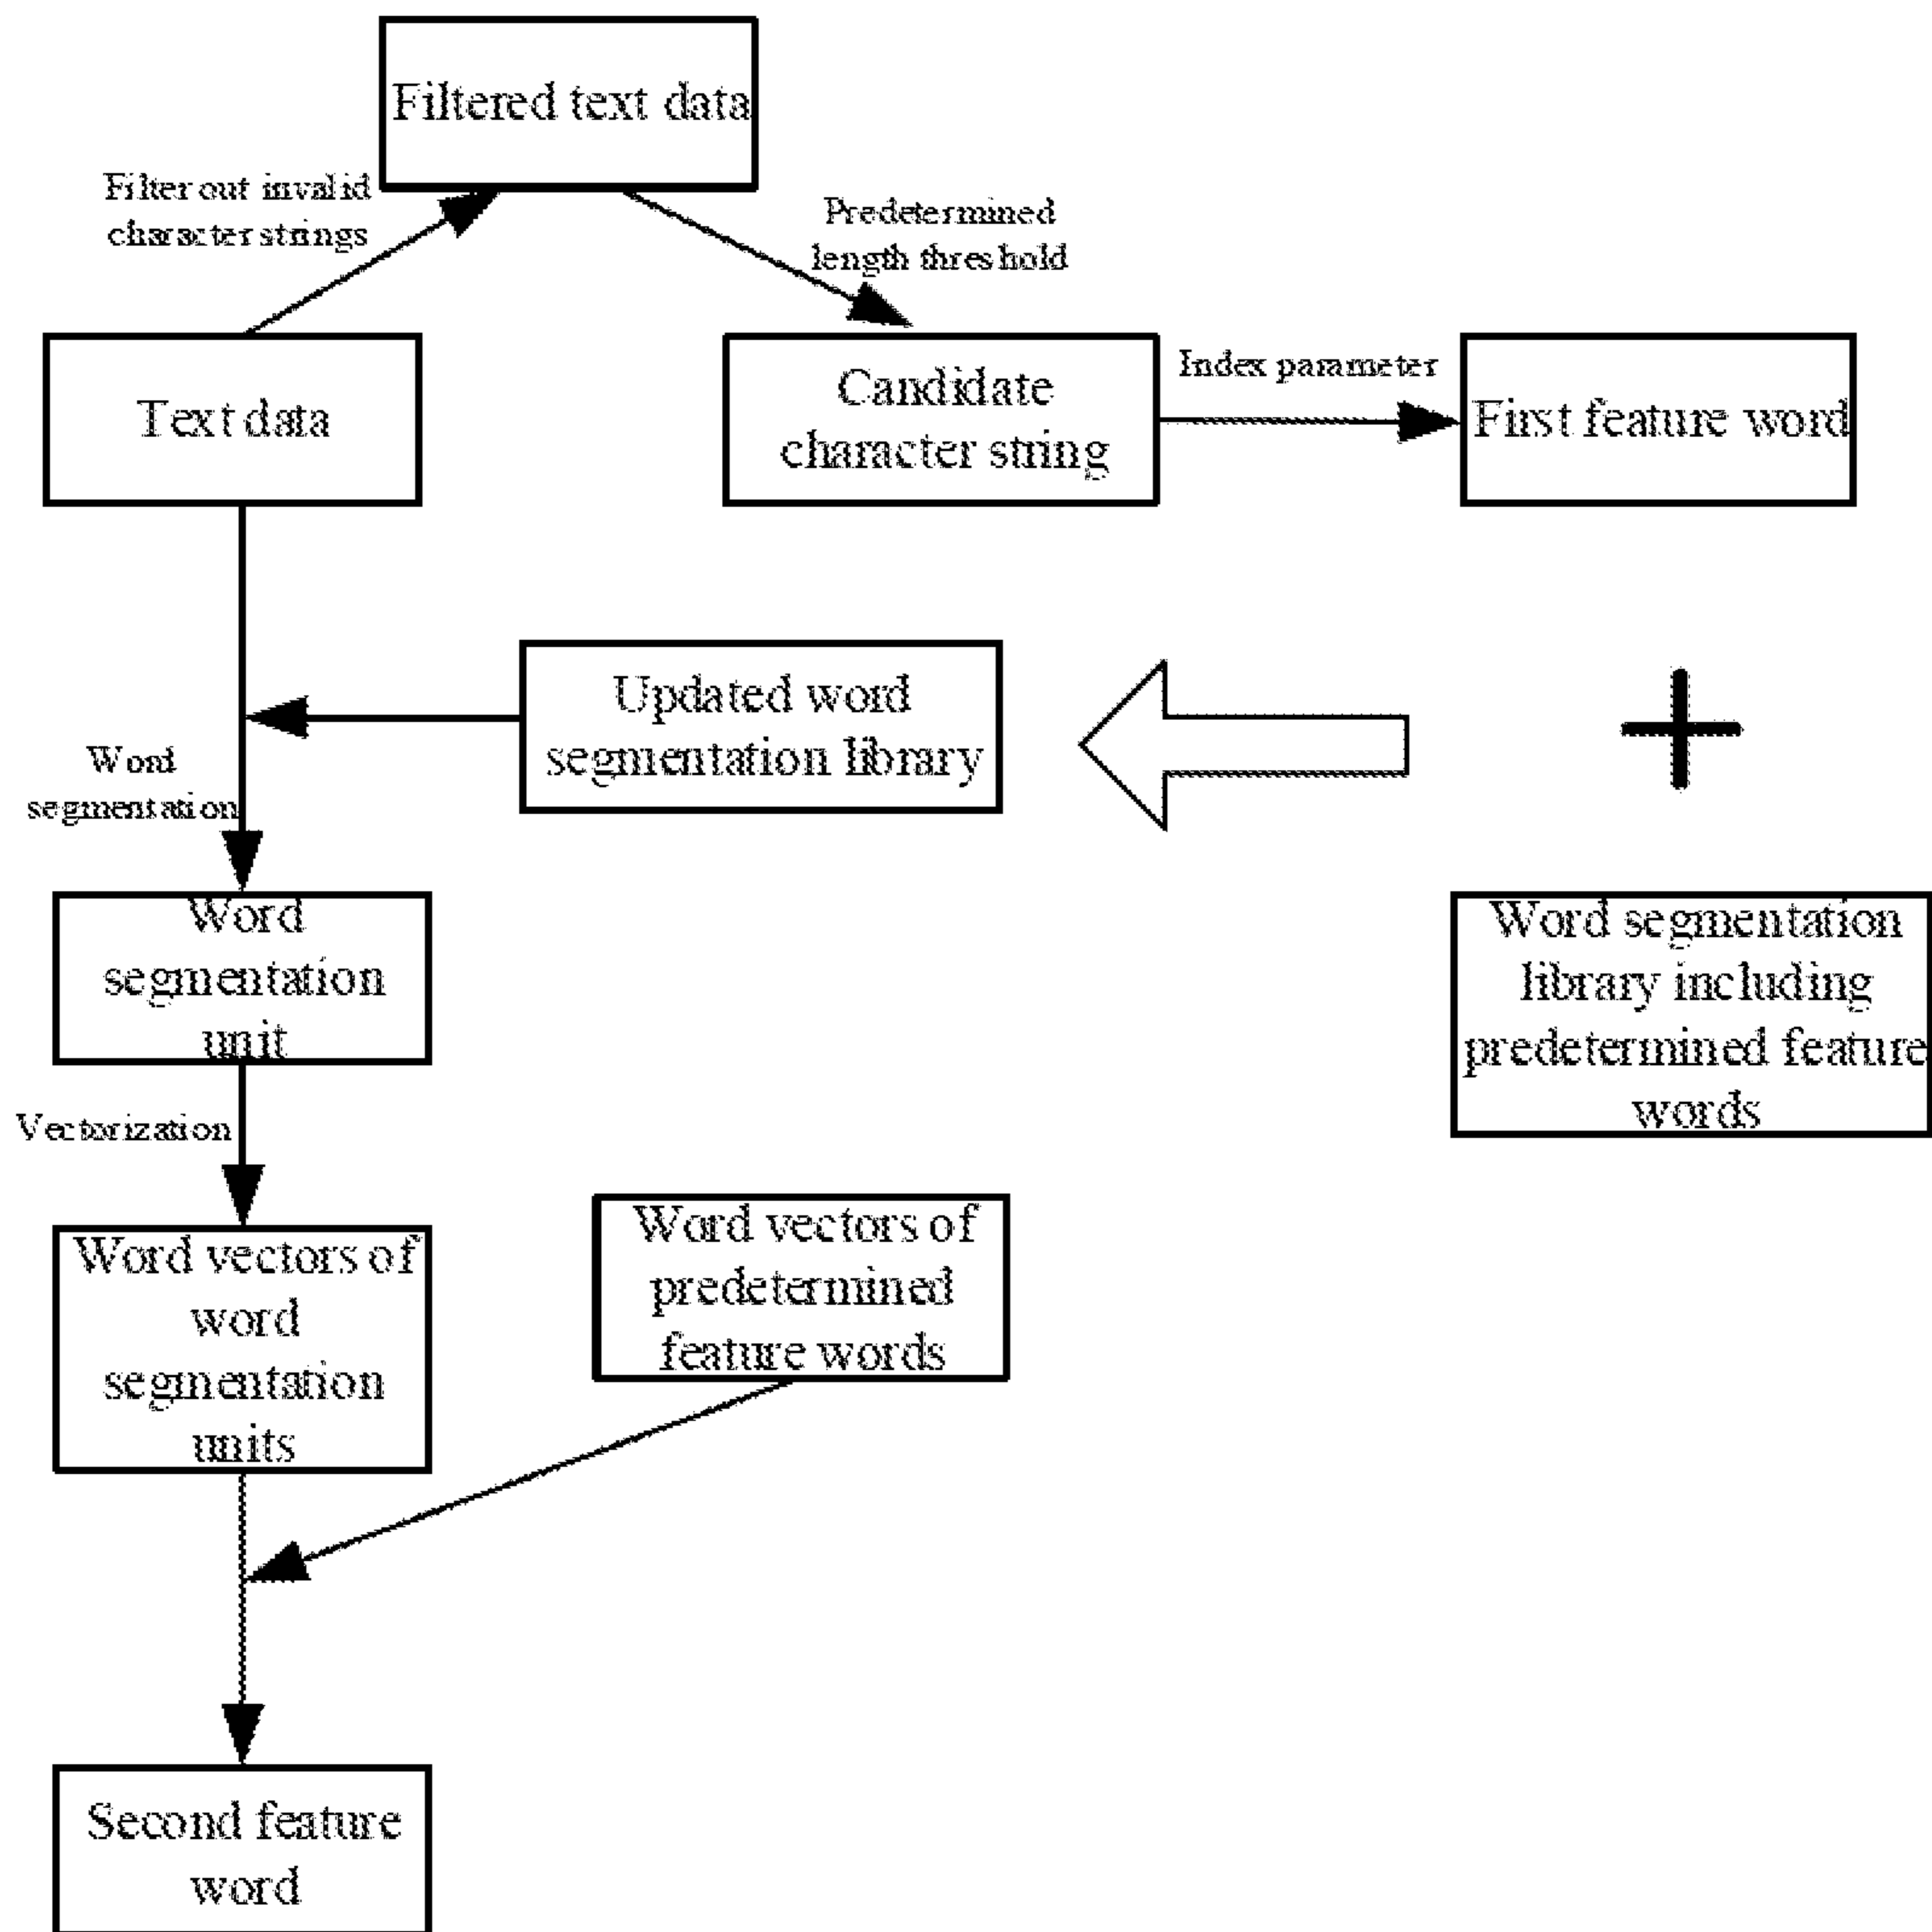 Filtered text data
Filter out invalid
character strings
Predetermined
length threshold
Text data
Candidate
character string
Index parameter
First feature word
Updated word
segmentation library
Word
segmentation
Word
segmentation
unit
Word segmentation
library including
predetermined feature
words
Vectorization
Word vectors of
word
segmentation
units
Word vectors of
predetermined
feature words
Second feature
word